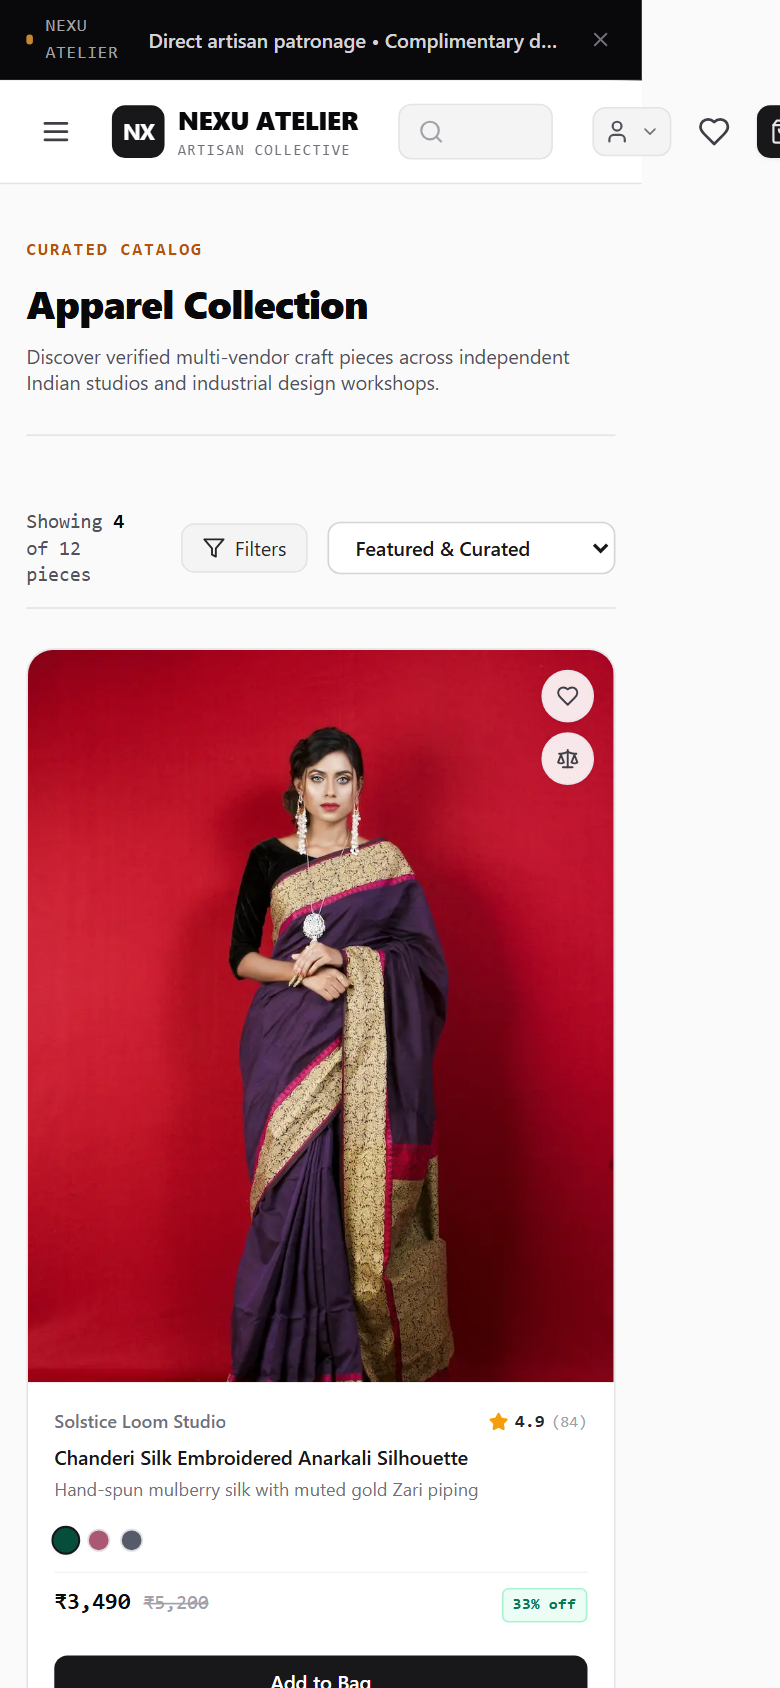 NEXU
ATELIER
Direct artisan patronage • Complimentary d...
NX
NEXU ATELIER
ARTISAN COLLECTIVE
CURATED CATALOG
Apparel Collection
Discover verified multi-vendor craft pieces across independent
Indian studios and industrial design workshops.
Showing 4
of 12
pieces
Filters
Featured & Curated
Solstice Loom Studio
4.9 (84)
Chanderi Silk Embroidered Anarkali Silhouette
Hand-spun mulberry silk with muted gold Zari piping
₹3,490 ₹5,200
33% off
Add to Bag